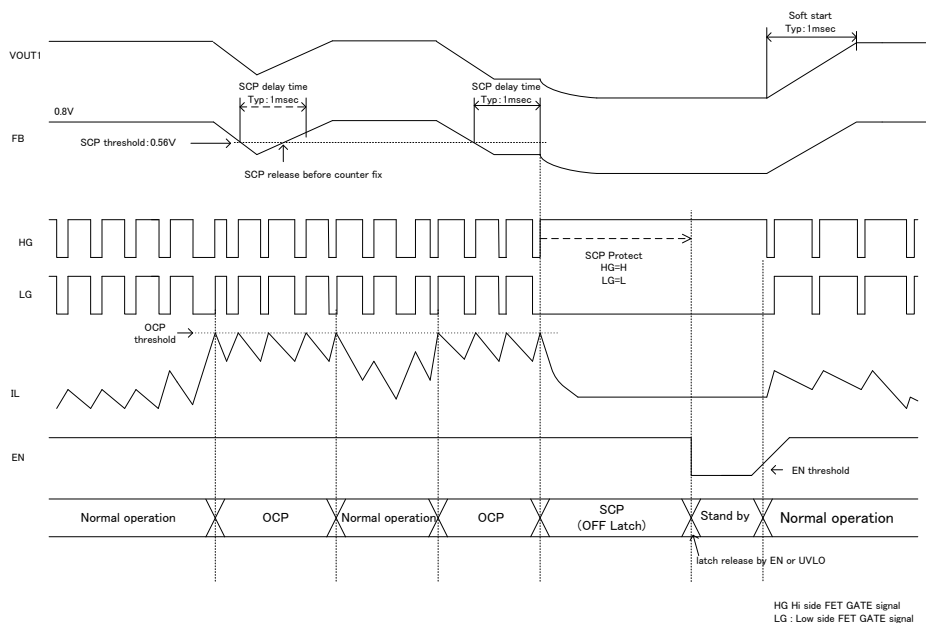 Soft start
Typ:1msec
VOUT1
SCP delay time
Typ:1msec
SCP delay time
Typ:1msec
0.8V
FB
SCP threshold:0.56V
SCP release before counter fix
HG
SCP Protect
HG=H
LG=L
LG
OCP
threshold
IL
EN
EN threshold
Normal operation
OCP
Normal operation
OCP
SCP
(OFF Latch)
Stand by
Normal operation
latch release by EN or UVLO
HG Hi side FET GATE signal
LG : Low side FET GATE signal